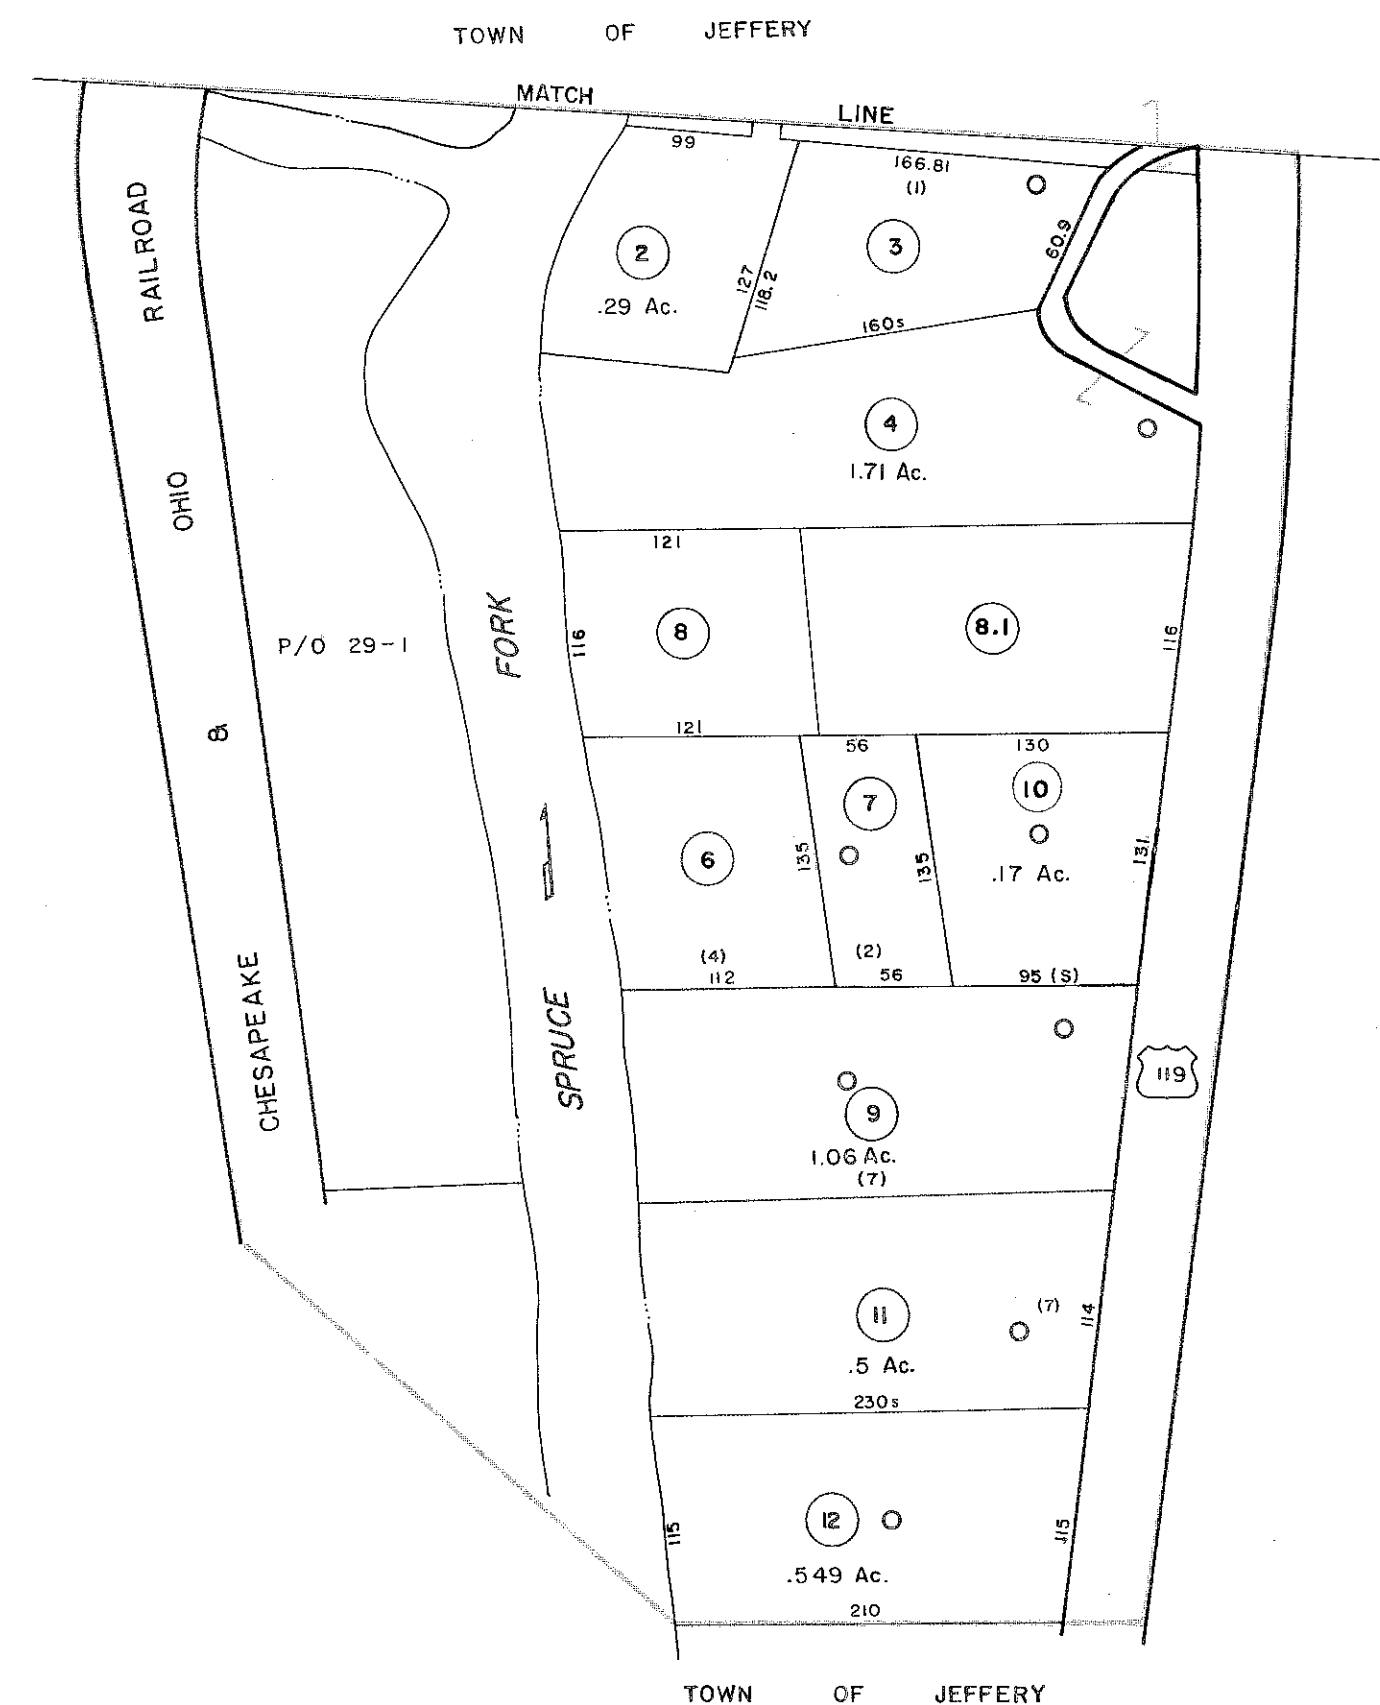 TOWN OF JEFFERY
MATCH LINE
99
166.81
(1)
RAILROAD
2
.29 Ac.
127
118.2
3
60.9
160s
4
1.71 Ac.
OHIO
121
8
8.1
116
116
FORK
P/O 29-1
121
&
56
130
7
10
6
135
135
.17 Ac.
131
(4)
112
(2)
56
95 (S)
CHESAPEAKE
SPRUCE
119
9
1.06 Ac.
(7)
11
(7)
114
.5 Ac.
230s
12
115
115
.549 Ac.
210
TOWN OF JEFFERY